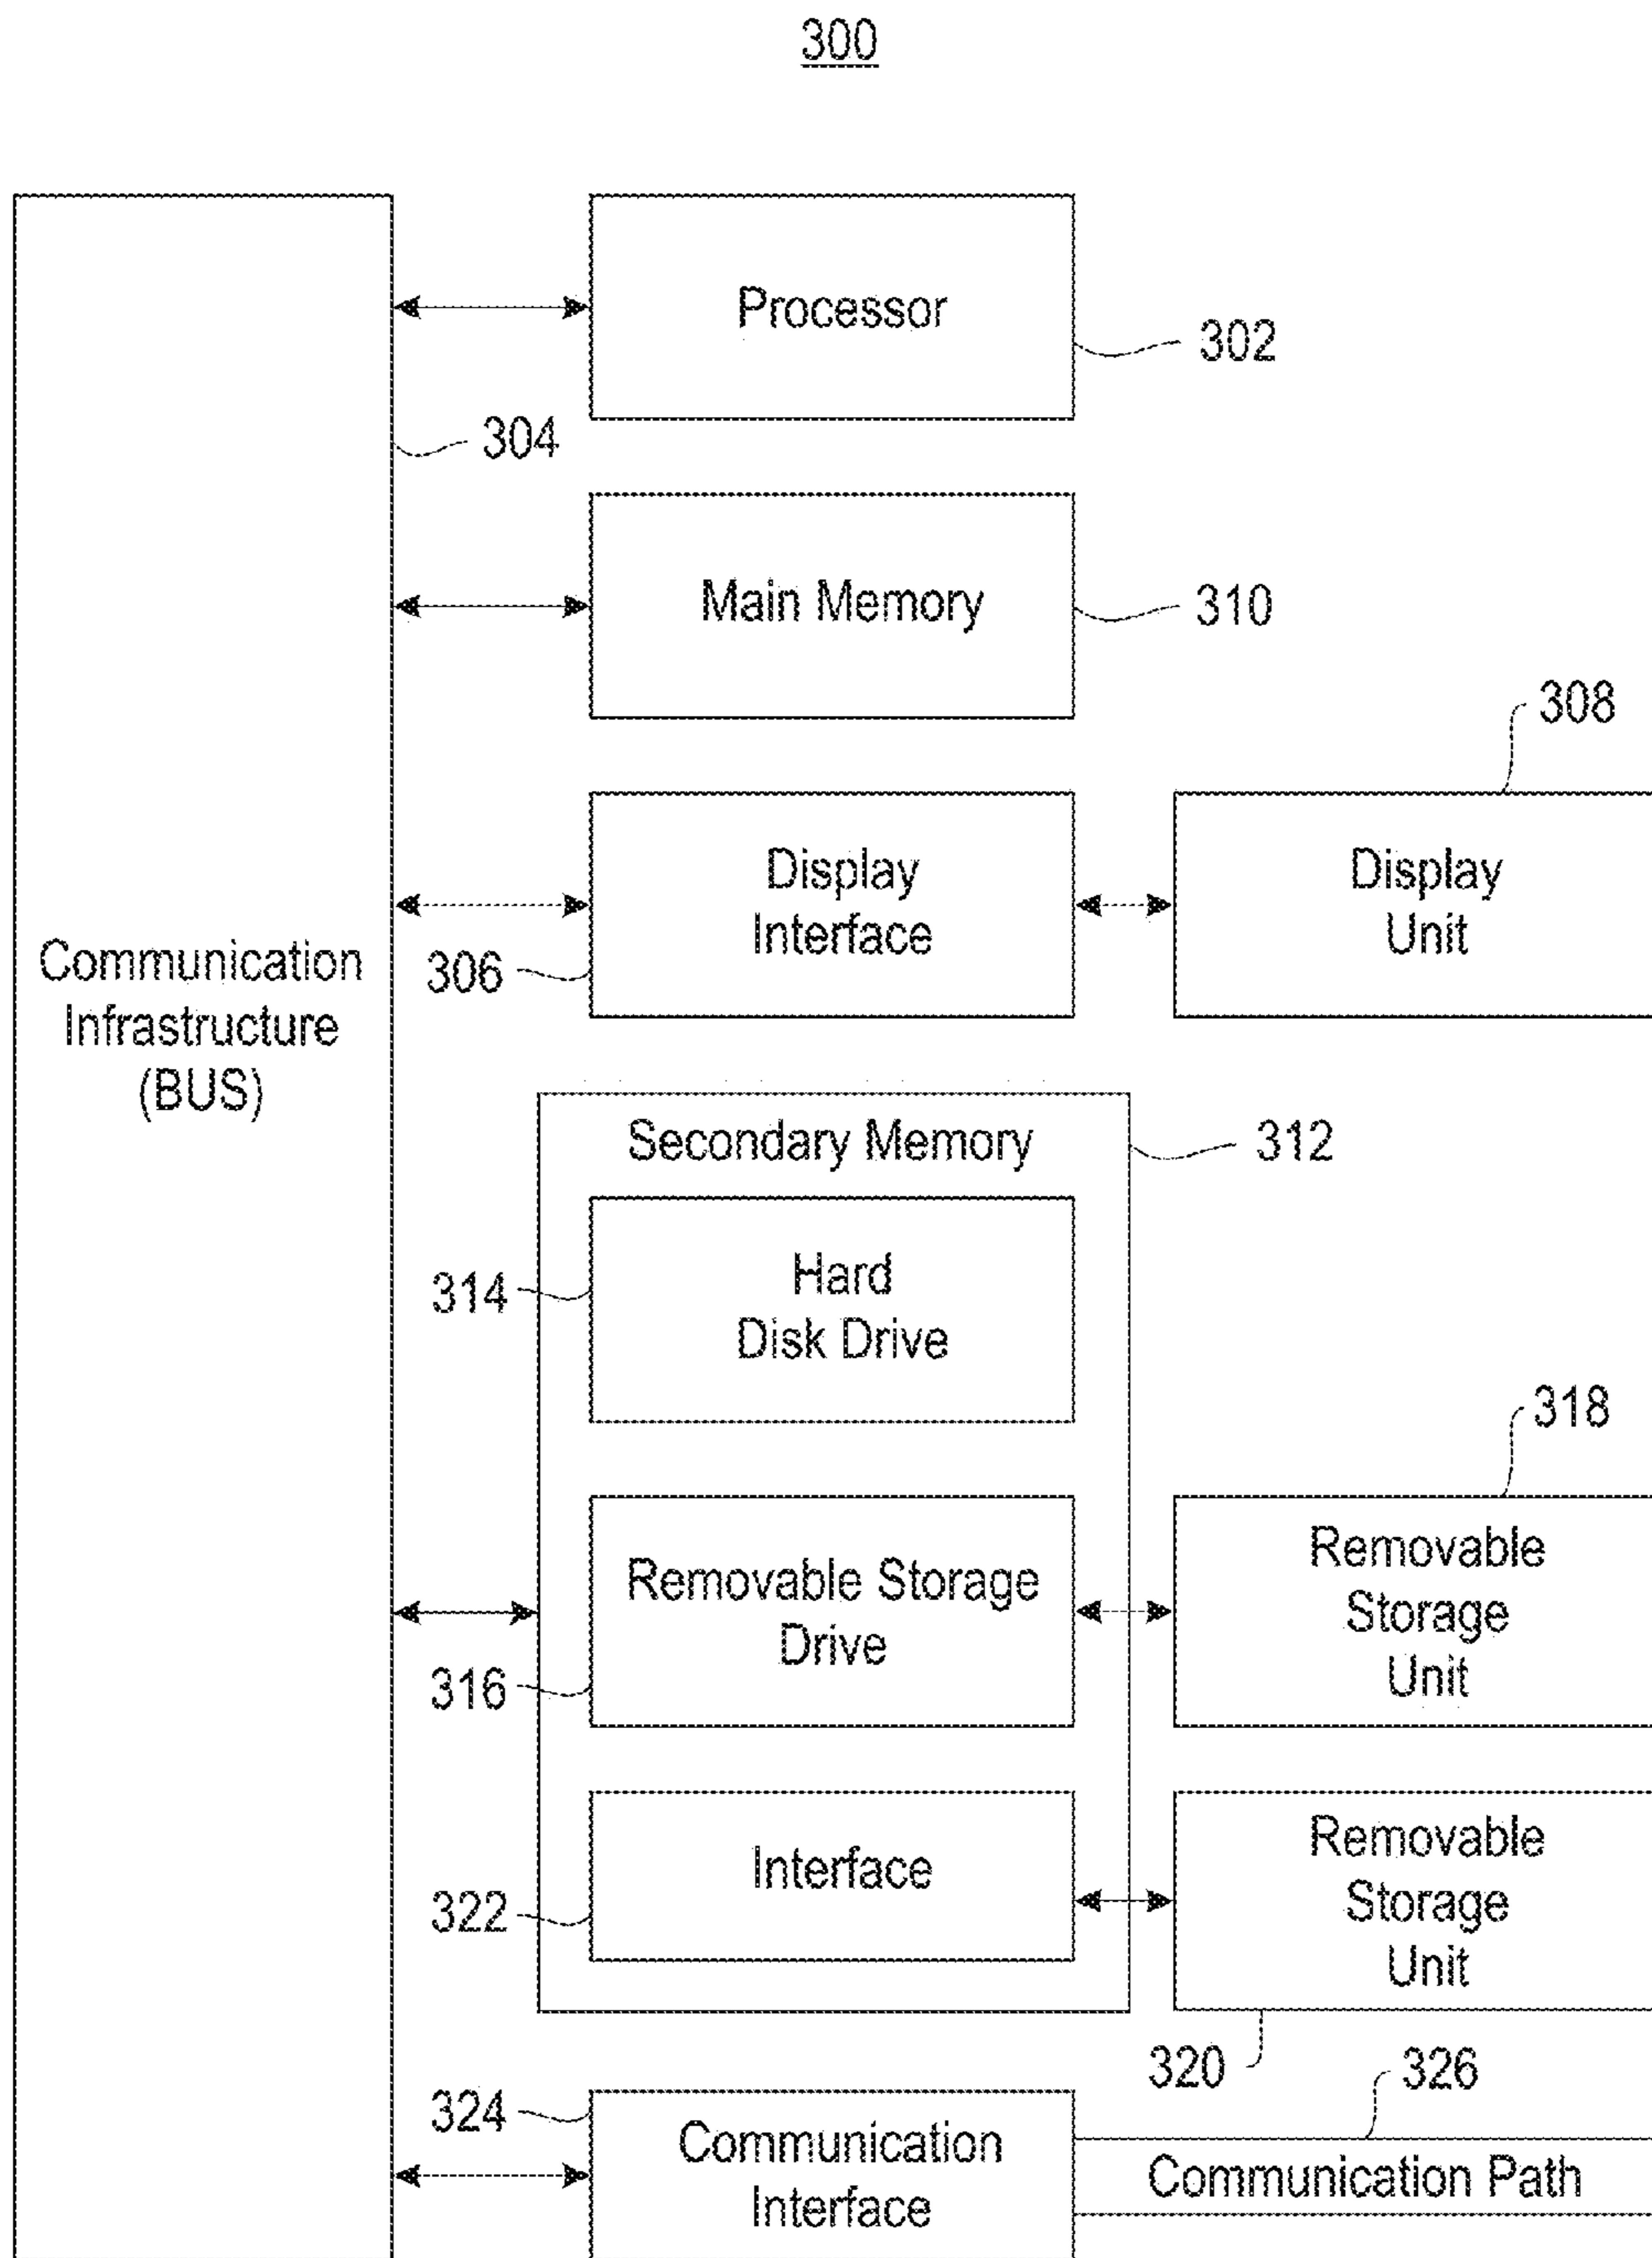 300
Processor
302
304
Main Memory
310
308
Display
Interface
306
Display
Unit
Communication
Infrastructure
(BUS)
Secondary Memory
312
Hard
Disk Drive
314
318
Removable Storage
Drive
316
Removable
Storage
Unit
Interface
322
Removable
Storage
Unit
320
326
324
Communication
Interface
Communication Path